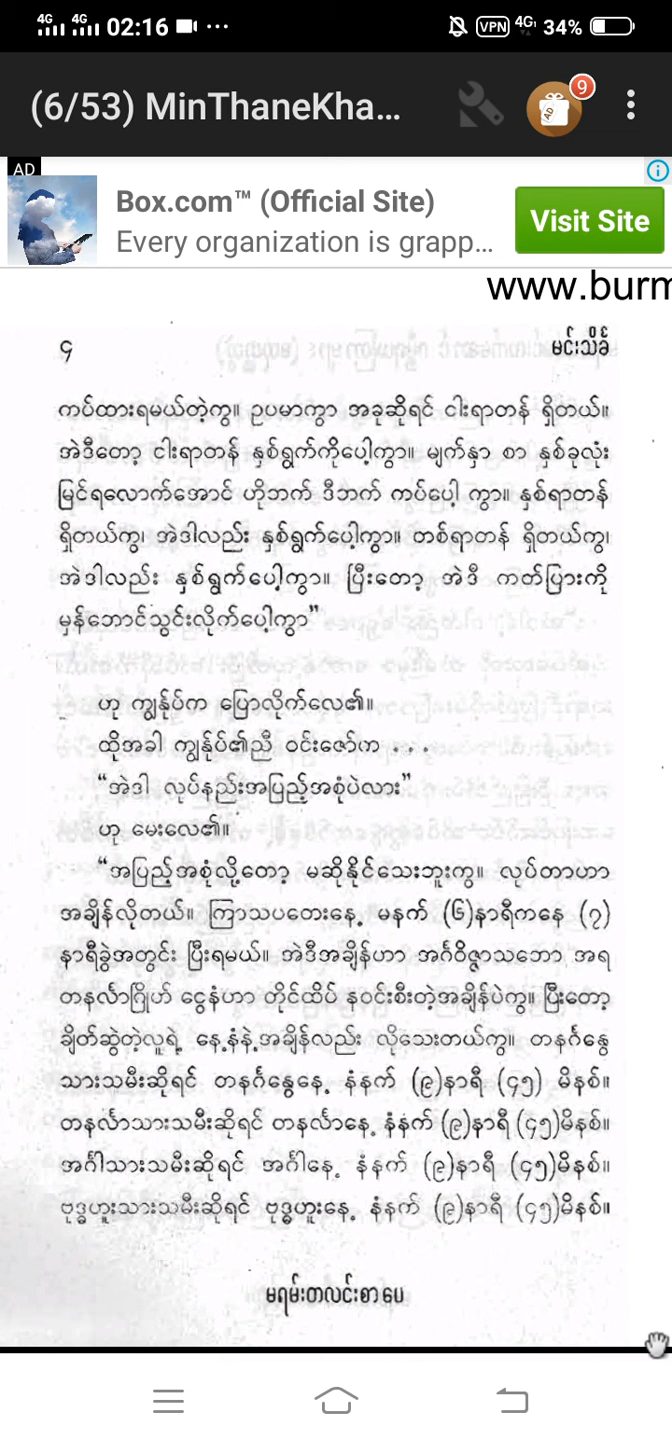 4G 4G 02:16 ... VPN 4G 34%
(6/53) MinThaneKha...
9
AD
AD
Box.com™ (Official Site)
Every organization is grapp...
Visit Site
www.burm
၄ မင်းသိင်္ခ
ကပ်ထားရမယ်တဲ့ကွ။ ဥပမာကွာ အခုဆိုရင် ငါးရာတန် ရှိတယ်။
အဲဒီတော့ ငါးရာတန် နှစ်ရွက်ကိုပေါ့ကွာ။ မျက်နှာ စာ နှစ်ခုလုံး
မြင်ရလောက်အောင် ဟိုဘက် ဒီဘက် ကပ်ပေါ့ ကွာ။ နှစ်ရာတန်
ရှိတယ်ကွ၊ အဲဒါလည်း နှစ်ရွက်ပေါ့ကွာ။ တစ်ရာတန် ရှိတယ်ကွ၊
အဲဒါလည်း နှစ်ရွက်ပေါ့ကွာ။ ပြီးတော့ အဲဒီ ကတ်ပြားကို
မှန်ဘောင်သွင်းလိုက်ပေါ့ကွာ”
ဟု ကျွန်ုပ်က ပြောလိုက်လေ၏။
ထိုအခါ ကျွန်ုပ်၏ညီ ဝင်းဇော်က . . .
“အဲဒါ လုပ်နည်းအပြည့်အစုံပဲလား”
ဟု မေးလေ၏။
“အပြည့်အစုံလို့တော့ မဆိုနိုင်သေးဘူးကွ။ လုပ်တာဟာ
အချိန်လိုတယ်။ ကြာသပတေးနေ့ မနက် (၆)နာရီကနေ (၇)
နာရီခွဲအတွင်း ပြီးရမယ်။ အဲဒီအချိန်ဟာ အင်္ဂဝိဇ္ဇာသဘော အရ
တနင်္လာဂြိုဟ် ငွေနံဟာ တိုင်ထိပ် နဝင်းစီးတဲ့အချိန်ပဲကွ။ ပြီးတော့
ချိတ်ဆွဲတဲ့လူရဲ့ နေ့နံနဲ့အချိန်လည်း လိုသေးတယ်ကွ။ တနင်္ဂနွေ
သားသမီးဆိုရင် တနင်္ဂနွေနေ့ နံနက် (၉)နာရီ (၄၅) မိနစ်။
တနင်္လာသားသမီးဆိုရင် တနင်္လာနေ့ နံနက် (၉)နာရီ (၄၅)မိနစ်။
အင်္ဂါသားသမီးဆိုရင် အင်္ဂါနေ့ နံနက် (၉)နာရီ (၄၅)မိနစ်။
ဗုဒ္ဓဟူးသားသမီးဆိုရင် ဗုဒ္ဓဟူးနေ့ နံနက် (၉)နာရီ (၄၅)မိနစ်။
မရမ်းတလင်းစာပေ